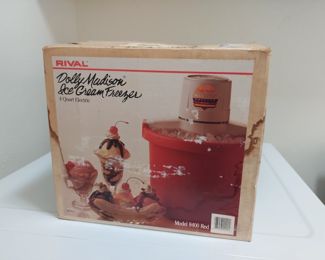 RIVAL
Dolly Madison
Ice Cream Freezer
4 Quart Electric
Model 8400 Red